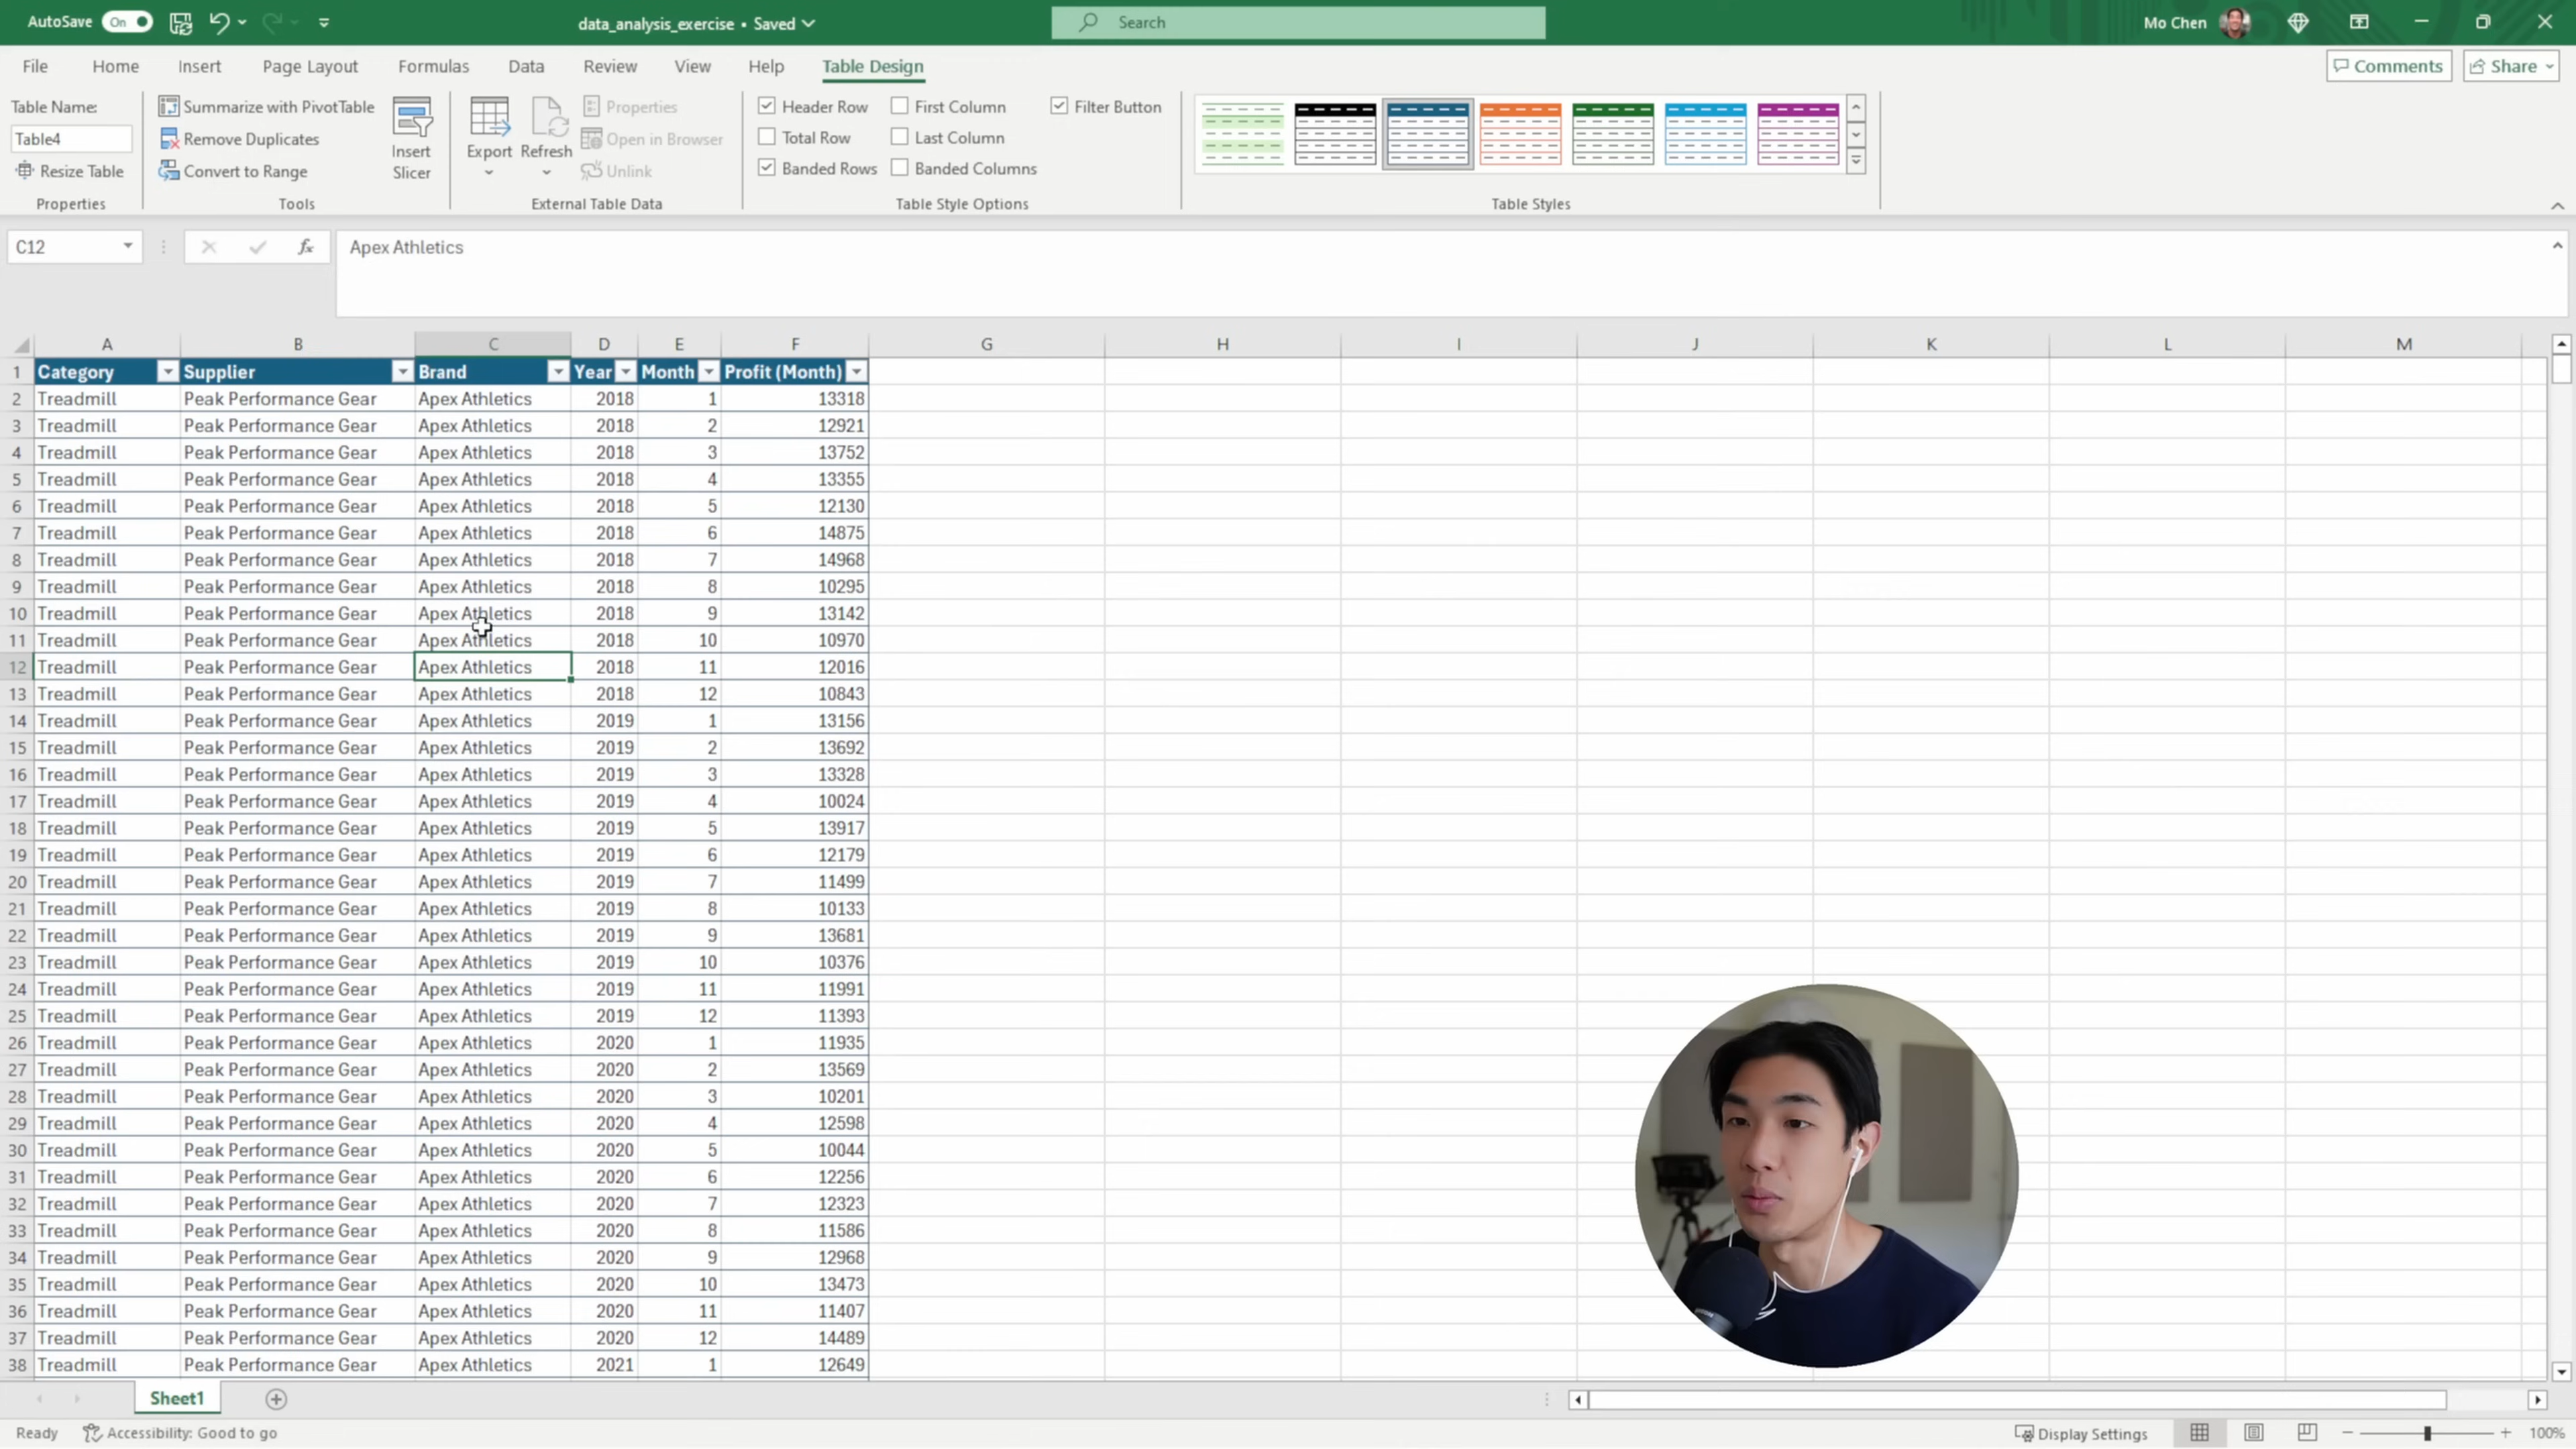 AutoSave On data_analysis_exercise • Saved Search Mo Chen
File Home Insert Page Layout Formulas Data Review View Help Table Design Comments Share
Table Name:
Table4
Resize Table
Properties
Summarize with PivotTable
Remove Duplicates
Convert to Range
Insert
Slicer
Tools
Export Refresh
Properties
Open in Browser
Unlink
External Table Data
Header Row First Column Filter Button
Total Row Last Column
Banded Rows Banded Columns
Table Style Options
Table Styles
C12 fx Apex Athletics
A B C D E F G H I J K L M
1 Category Supplier Brand Year Month Profit (Month)
2 Treadmill Peak Performance Gear Apex Athletics 2018 1 13318
3 Treadmill Peak Performance Gear Apex Athletics 2018 2 12921
4 Treadmill Peak Performance Gear Apex Athletics 2018 3 13752
5 Treadmill Peak Performance Gear Apex Athletics 2018 4 13355
6 Treadmill Peak Performance Gear Apex Athletics 2018 5 12130
7 Treadmill Peak Performance Gear Apex Athletics 2018 6 14875
8 Treadmill Peak Performance Gear Apex Athletics 2018 7 14968
9 Treadmill Peak Performance Gear Apex Athletics 2018 8 10295
10 Treadmill Peak Performance Gear Apex Athletics 2018 9 13142
11 Treadmill Peak Performance Gear Apex Athletics 2018 10 10970
12 Treadmill Peak Performance Gear Apex Athletics 2018 11 12016
13 Treadmill Peak Performance Gear Apex Athletics 2018 12 10843
14 Treadmill Peak Performance Gear Apex Athletics 2019 1 13156
15 Treadmill Peak Performance Gear Apex Athletics 2019 2 13692
16 Treadmill Peak Performance Gear Apex Athletics 2019 3 13328
17 Treadmill Peak Performance Gear Apex Athletics 2019 4 10024
18 Treadmill Peak Performance Gear Apex Athletics 2019 5 13917
19 Treadmill Peak Performance Gear Apex Athletics 2019 6 12179
20 Treadmill Peak Performance Gear Apex Athletics 2019 7 11499
21 Treadmill Peak Performance Gear Apex Athletics 2019 8 10133
22 Treadmill Peak Performance Gear Apex Athletics 2019 9 13681
23 Treadmill Peak Performance Gear Apex Athletics 2019 10 10376
24 Treadmill Peak Performance Gear Apex Athletics 2019 11 11991
25 Treadmill Peak Performance Gear Apex Athletics 2019 12 11393
26 Treadmill Peak Performance Gear Apex Athletics 2020 1 11935
27 Treadmill Peak Performance Gear Apex Athletics 2020 2 13569
28 Treadmill Peak Performance Gear Apex Athletics 2020 3 10201
29 Treadmill Peak Performance Gear Apex Athletics 2020 4 12598
30 Treadmill Peak Performance Gear Apex Athletics 2020 5 10044
31 Treadmill Peak Performance Gear Apex Athletics 2020 6 12256
32 Treadmill Peak Performance Gear Apex Athletics 2020 7 12323
33 Treadmill Peak Performance Gear Apex Athletics 2020 8 11586
34 Treadmill Peak Performance Gear Apex Athletics 2020 9 12968
35 Treadmill Peak Performance Gear Apex Athletics 2020 10 13473
36 Treadmill Peak Performance Gear Apex Athletics 2020 11 11407
37 Treadmill Peak Performance Gear Apex Athletics 2020 12 14489
38 Treadmill Peak Performance Gear Apex Athletics 2021 1 12649
Sheet1
Ready Accessibility: Good to go Display Settings 100%